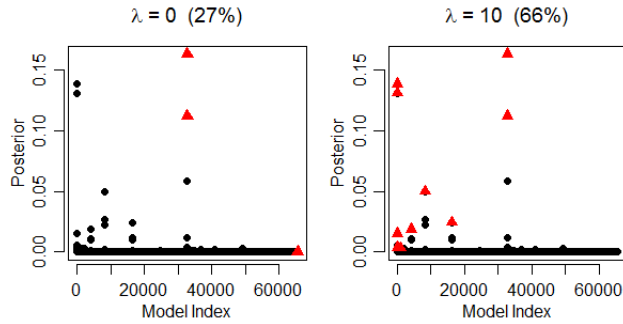 λ = 0 (27%)
λ = 10 (66%)
Posterior
0.00 0.05 0.10 0.15
0 20000 40000 60000
Model Index
Posterior
0.00 0.05 0.10 0.15
0 20000 40000 60000
Model Index